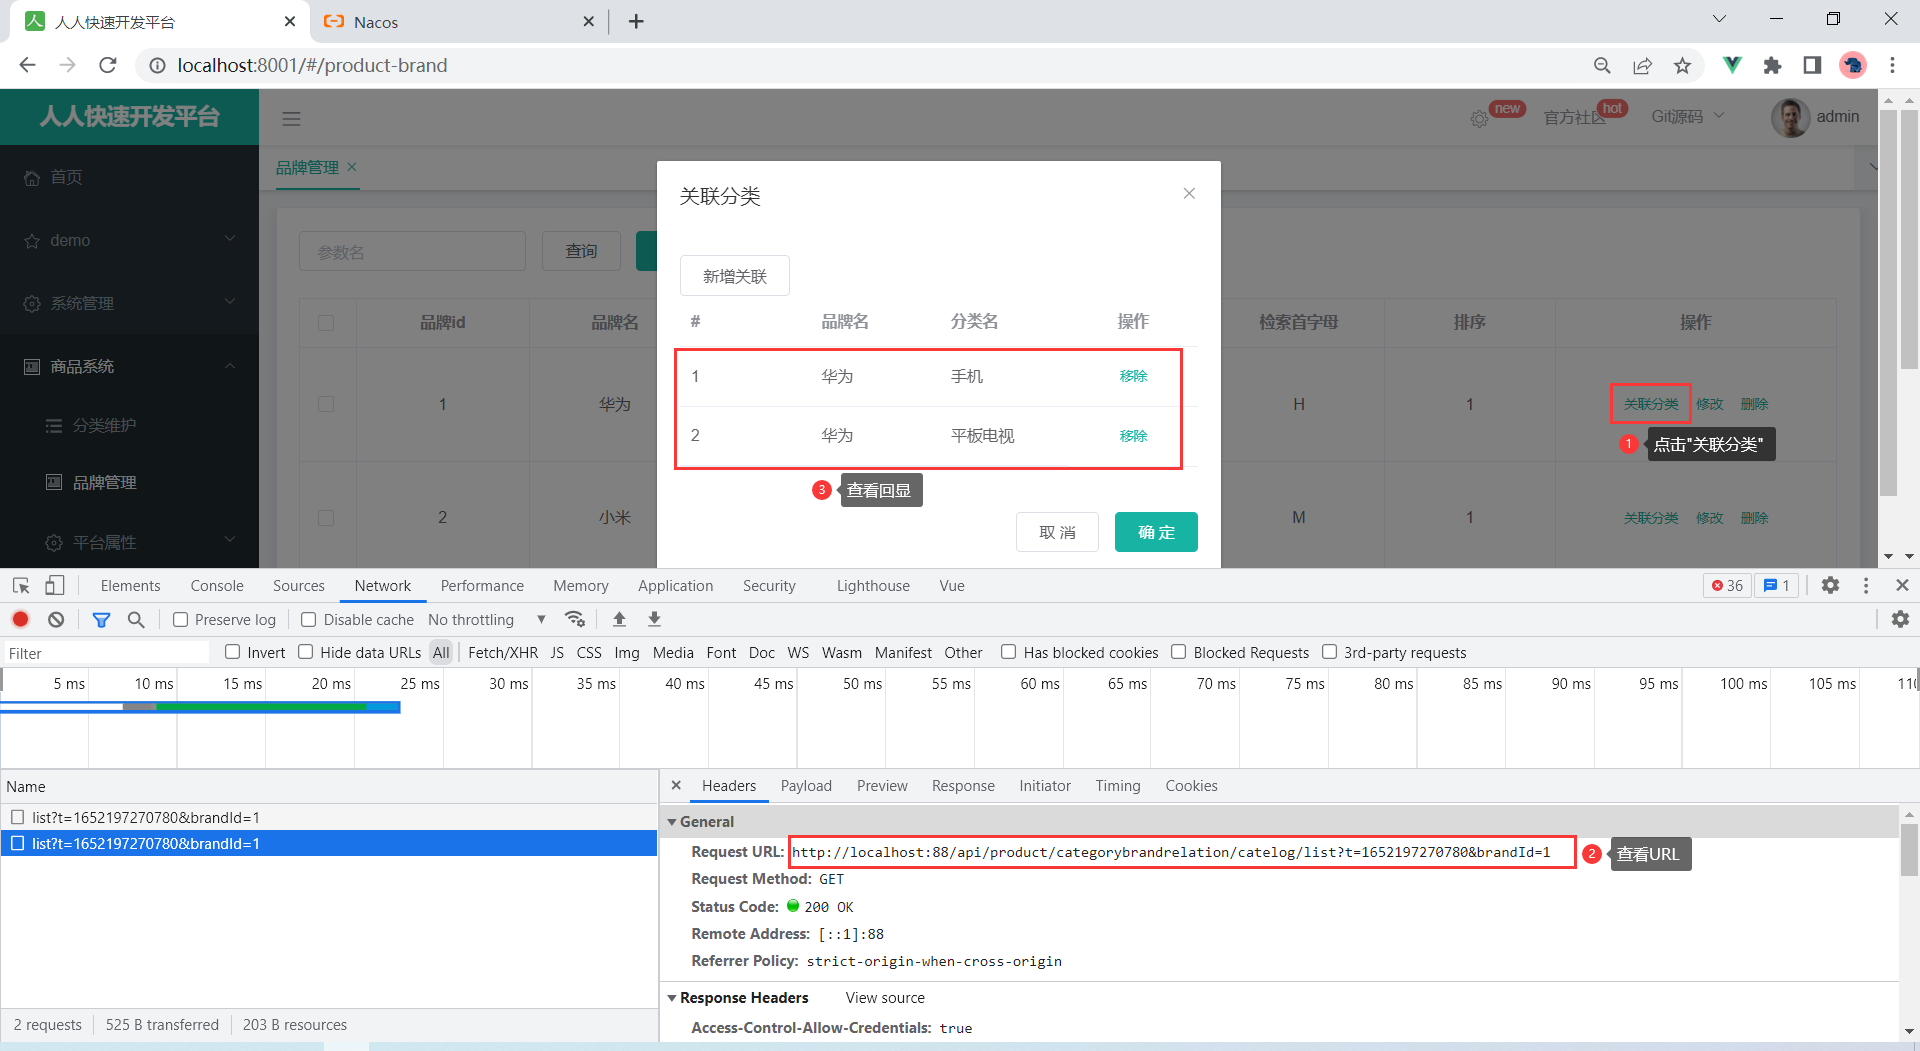 人人快速开发平台
Nacos
localhost:8001/#/product-brand
人人快速开发平台
new
官方社区
hot
Git源码
admin
首页
demo
系统管理
商品系统
分类维护
品牌管理
平台属性
品牌管理
参数名
查询
品牌id
品牌名
检索首字母
排序
操作
1
华为
H
1
关联分类 修改 删除
1 点击"关联分类"
2
小米
M
1
关联分类 修改 删除
关联分类
新增关联
# 品牌名 分类名 操作
1 华为 手机 移除
2 华为 平板电视 移除
3 查看回显
取 消
确 定
Elements Console Sources Network Performance Memory Application Security Lighthouse Vue 36 1
Preserve log Disable cache No throttling
Filter Invert Hide data URLs All Fetch/XHR JS CSS Img Media Font Doc WS Wasm Manifest Other Has blocked cookies Blocked Requests 3rd-party requests
5 ms 10 ms 15 ms 20 ms 25 ms 30 ms 35 ms 40 ms 45 ms 50 ms 55 ms 60 ms 65 ms 70 ms 75 ms 80 ms 85 ms 90 ms 95 ms 100 ms 105 ms
Name
list?t=1652197270780&brandId=1
list?t=1652197270780&brandId=1
2 requests 525 B transferred 203 B resources
Headers Payload Preview Response Initiator Timing Cookies
General
Request URL: http://localhost:88/api/product/categorybrandrelation/catelog/list?t=1652197270780&brandId=1
2 查看URL
Request Method: GET
Status Code: 200 OK
Remote Address: [::1]:88
Referrer Policy: strict-origin-when-cross-origin
Response Headers View source
Access-Control-Allow-Credentials: true